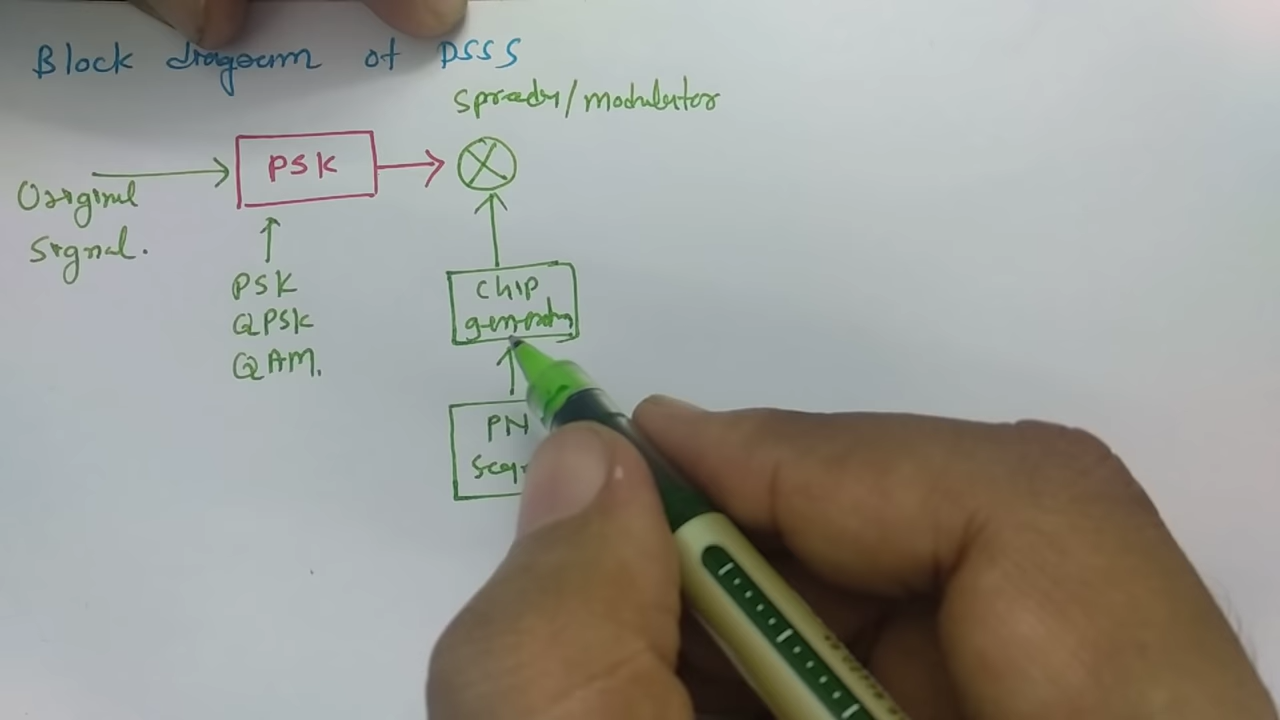 Block diagram of DSSS
spreader/modulator
PSK
Original
signal.
chip
generator
PSK
QPSK
QAM.
PN